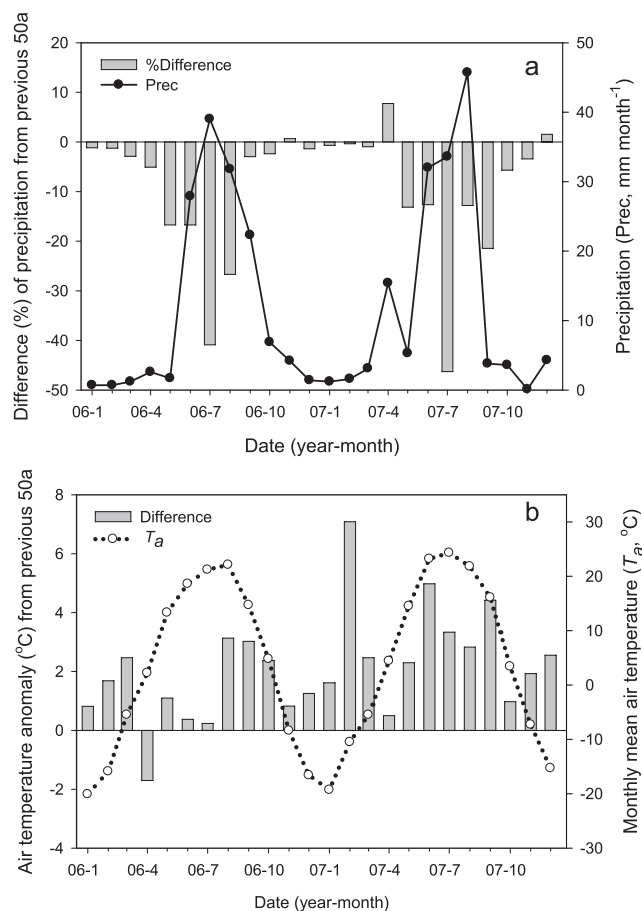 a
%Difference
Prec
20
10
0
-10
-20
-30
-40
-50
Difference (%) of precipitation from previous 50a
50
40
30
20
10
0
Precipitation (Prec, mm month-1)
06-1 06-4 06-7 06-10 07-1 07-4 07-7 07-10
Date (year-month)
b
Difference
Ta
8
6
4
2
0
-2
-4
Air temperature anomaly (oC) from previous 50a
30
20
10
0
-10
-20
-30
Monthly mean air temperature (Ta, oC)
06-1 06-4 06-7 06-10 07-1 07-4 07-7 07-10
Date (year-month)